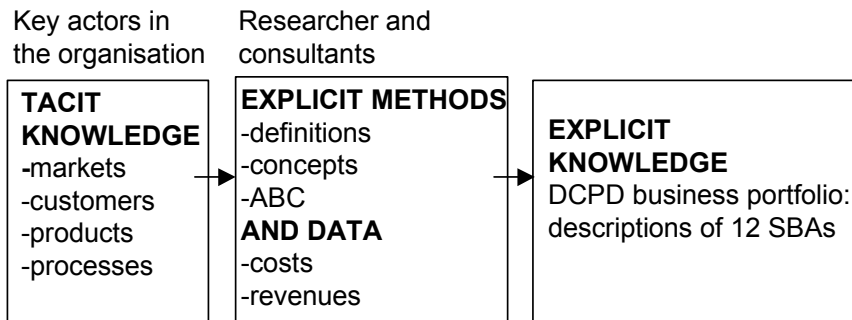 Key actors in
the organisation
Researcher and
consultants
TACIT
KNOWLEDGE
-markets
-customers
-products
-processes
EXPLICIT METHODS
-definitions
-concepts
-ABC
AND DATA
-costs
-revenues
EXPLICIT
KNOWLEDGE
DCPD business portfolio:
descriptions of 12 SBAs